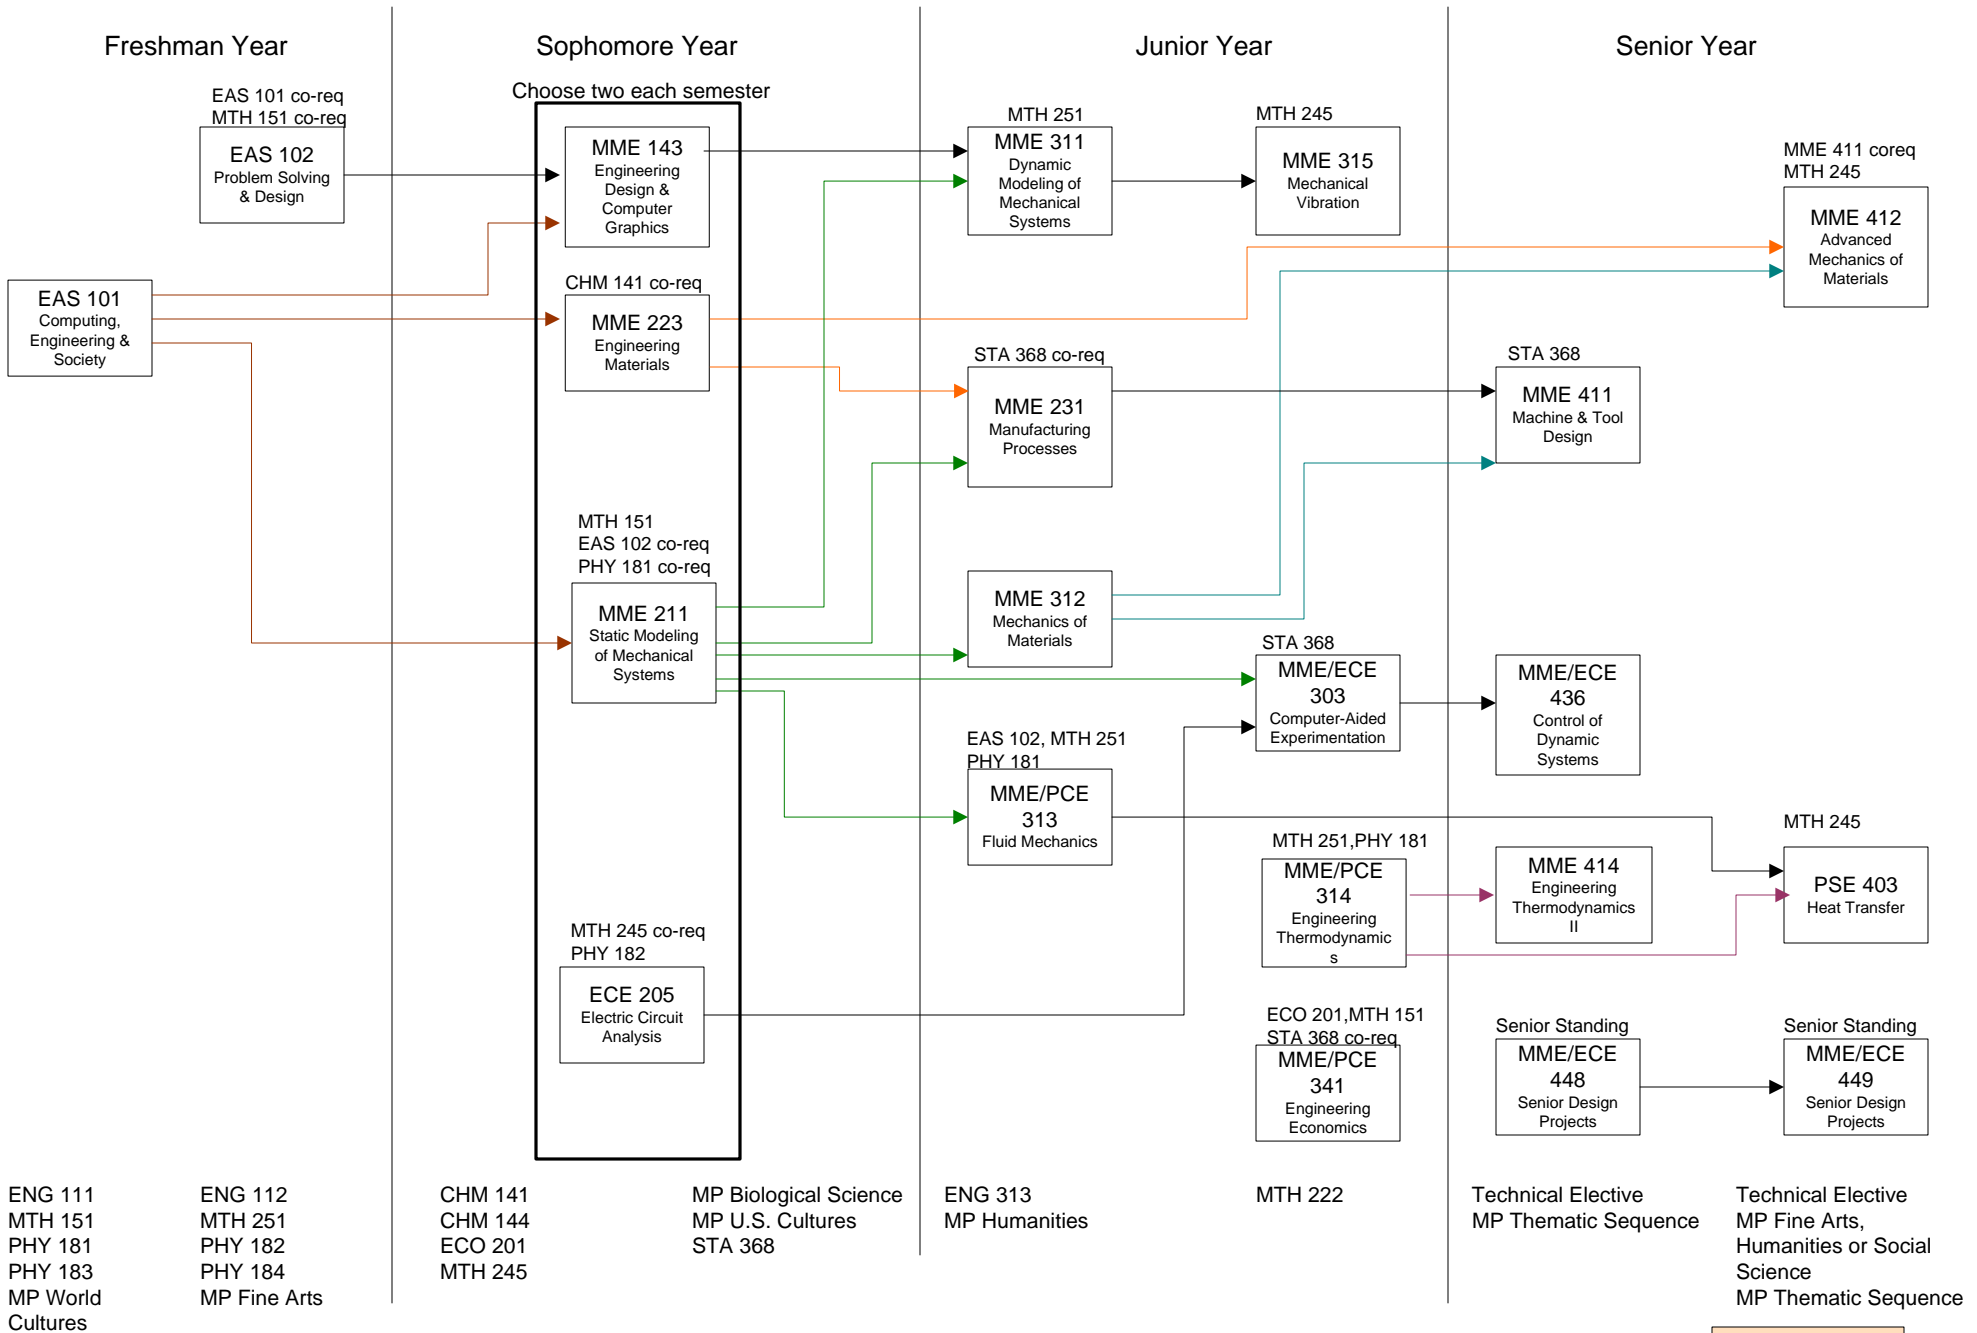 Freshman Year
EAS 101 co-req
MTH 151 co-req
EAS 102
Problem Solving
& Design
EAS 101
Computing,
Engineering &
Society
Sophomore Year
Choose two each semester
MME 143
Engineering
Design &
Computer
Graphics
CHM 141 co-req
MME 223
Engineering
Materials
MTH 151
EAS 102 co-req
PHY 181 co-req
MME 211
Static Modeling
of Mechanical
Systems
MTH 245 co-req
PHY 182
ECE 205
Electric Circuit
Analysis
Junior Year
MTH 251
MME 311
Dynamic
Modeling of
Mechanical
Systems
MTH 245
MME 315
Mechanical
Vibration
STA 368 co-req
MME 231
Manufacturing
Processes
MME 312
Mechanics of
Materials
STA 368
MME/ECE
303
Computer-Aided
Experimentation
EAS 102, MTH 251
PHY 181
MME/PCE
313
Fluid Mechanics
MTH 251,PHY 181
MME/PCE
314
Engineering
Thermodynamic
s
ECO 201,MTH 151
STA 368 co-req
MME/PCE
341
Engineering
Economics
Senior Year
MME 411 coreq
MTH 245
MME 412
Advanced
Mechanics of
Materials
STA 368
MME 411
Machine & Tool
Design
MME/ECE
436
Control of
Dynamic
Systems
MME 414
Engineering
Thermodynamics
II
MTH 245
PSE 403
Heat Transfer
Senior Standing
MME/ECE
448
Senior Design
Projects
Senior Standing
MME/ECE
449
Senior Design
Projects
ENG 111
MTH 151
PHY 181
PHY 183
MP World
Cultures
ENG 112
MTH 251
PHY 182
PHY 184
MP Fine Arts
CHM 141
CHM 144
ECO 201
MTH 245
MP Biological Science
MP U.S. Cultures
STA 368
ENG 313
MP Humanities
MTH 222
Technical Elective
MP Thematic Sequence
Technical Elective
MP Fine Arts,
Humanities or Social
Science
MP Thematic Sequence